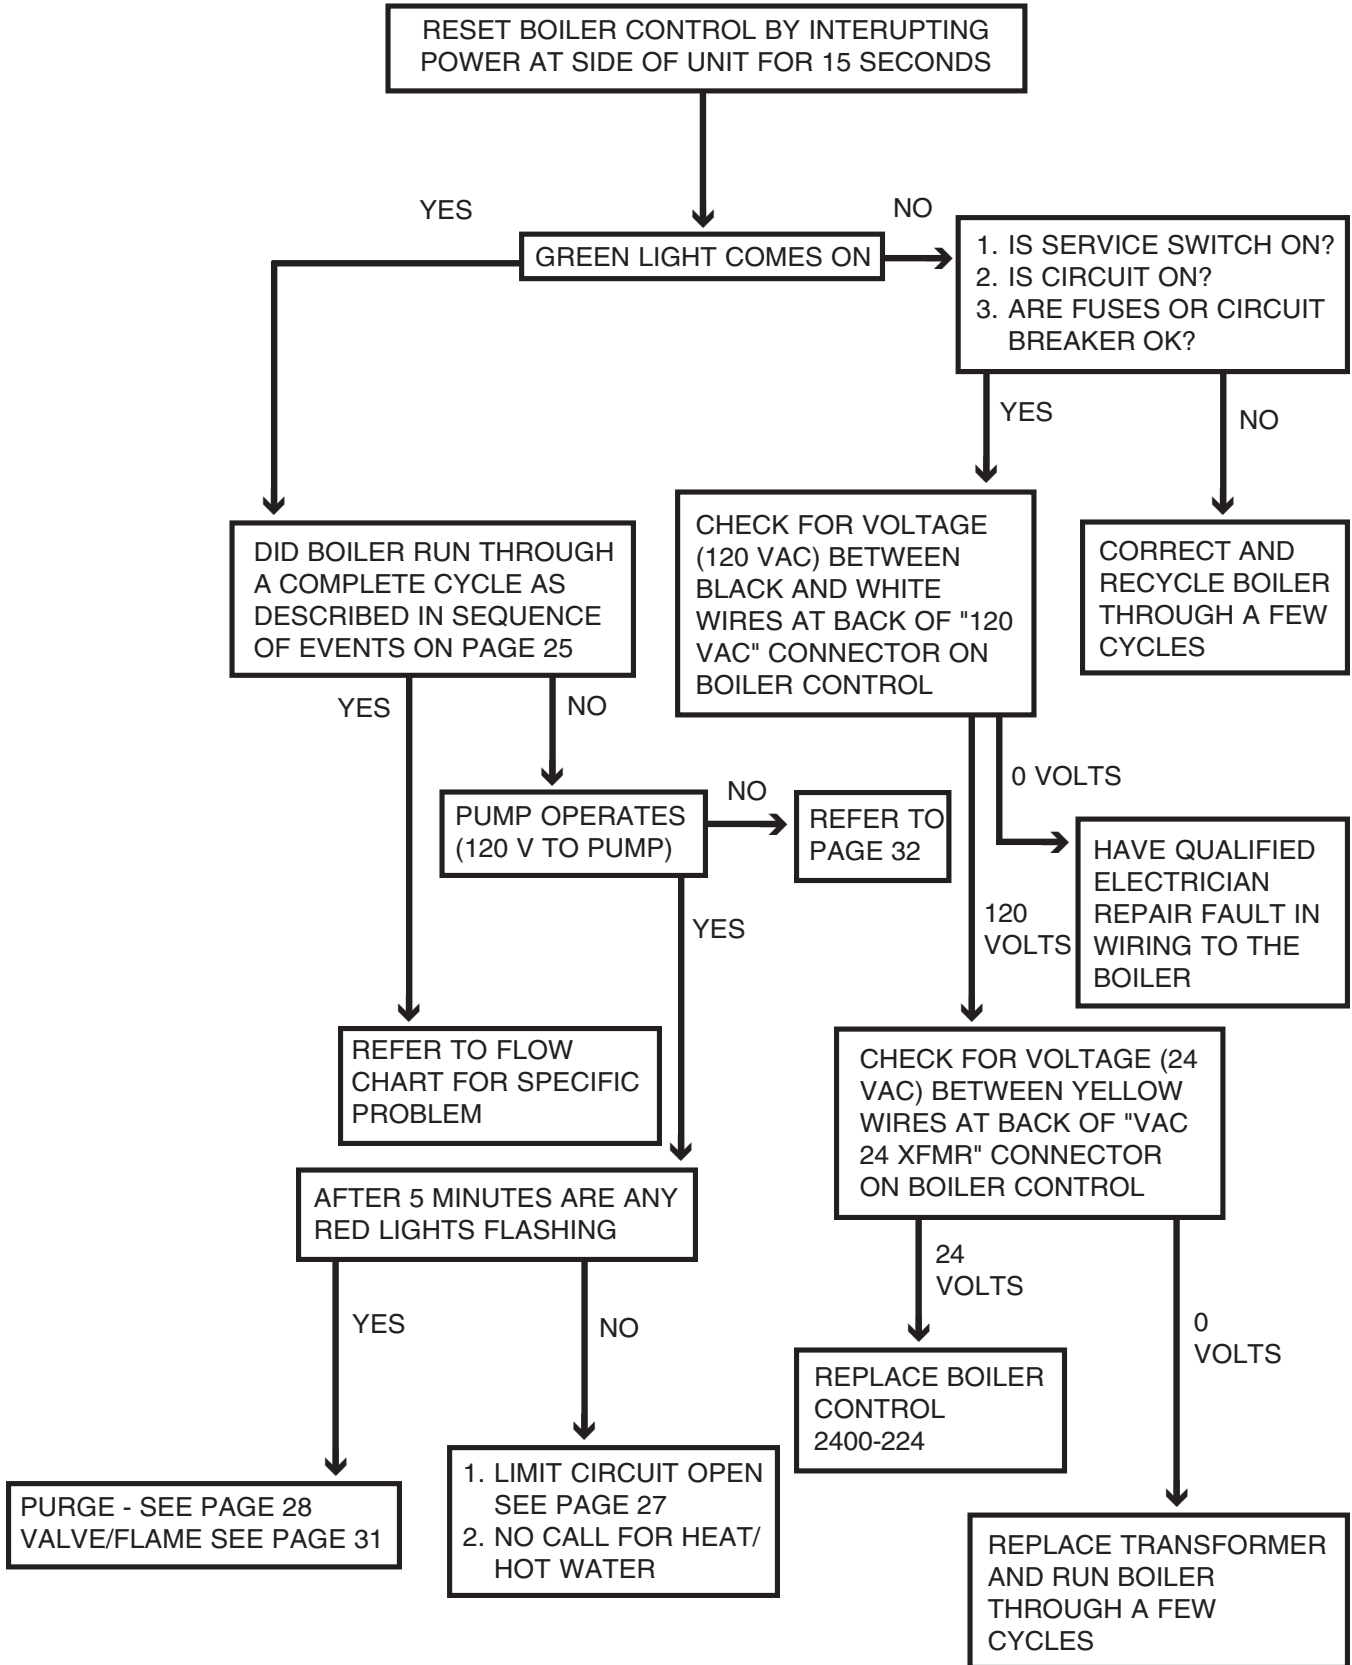 RESET BOILER CONTROL BY INTERUPTING
POWER AT SIDE OF UNIT FOR 15 SECONDS
YES
NO
GREEN LIGHT COMES ON
1. IS SERVICE SWITCH ON?
2. IS CIRCUIT ON?
3. ARE FUSES OR CIRCUIT
BREAKER OK?
YES
NO
DID BOILER RUN THROUGH
A COMPLETE CYCLE AS
DESCRIBED IN SEQUENCE
OF EVENTS ON PAGE 25
CHECK FOR VOLTAGE
(120 VAC) BETWEEN
BLACK AND WHITE
WIRES AT BACK OF "120
VAC" CONNECTOR ON
BOILER CONTROL
CORRECT AND
RECYCLE BOILER
THROUGH A FEW
CYCLES
YES
NO
0 VOLTS
PUMP OPERATES
(120 V TO PUMP)
NO
REFER TO
PAGE 32
HAVE QUALIFIED
ELECTRICIAN
REPAIR FAULT IN
WIRING TO THE
BOILER
YES
120
VOLTS
REFER TO FLOW
CHART FOR SPECIFIC
PROBLEM
CHECK FOR VOLTAGE (24
VAC) BETWEEN YELLOW
WIRES AT BACK OF "VAC
24 XFMR" CONNECTOR
ON BOILER CONTROL
AFTER 5 MINUTES ARE ANY
RED LIGHTS FLASHING
24
VOLTS
0
VOLTS
YES
NO
REPLACE BOILER
CONTROL
2400-224
PURGE - SEE PAGE 28
VALVE/FLAME SEE PAGE 31
1. LIMIT CIRCUIT OPEN
SEE PAGE 27
2. NO CALL FOR HEAT/
HOT WATER
REPLACE TRANSFORMER
AND RUN BOILER
THROUGH A FEW
CYCLES